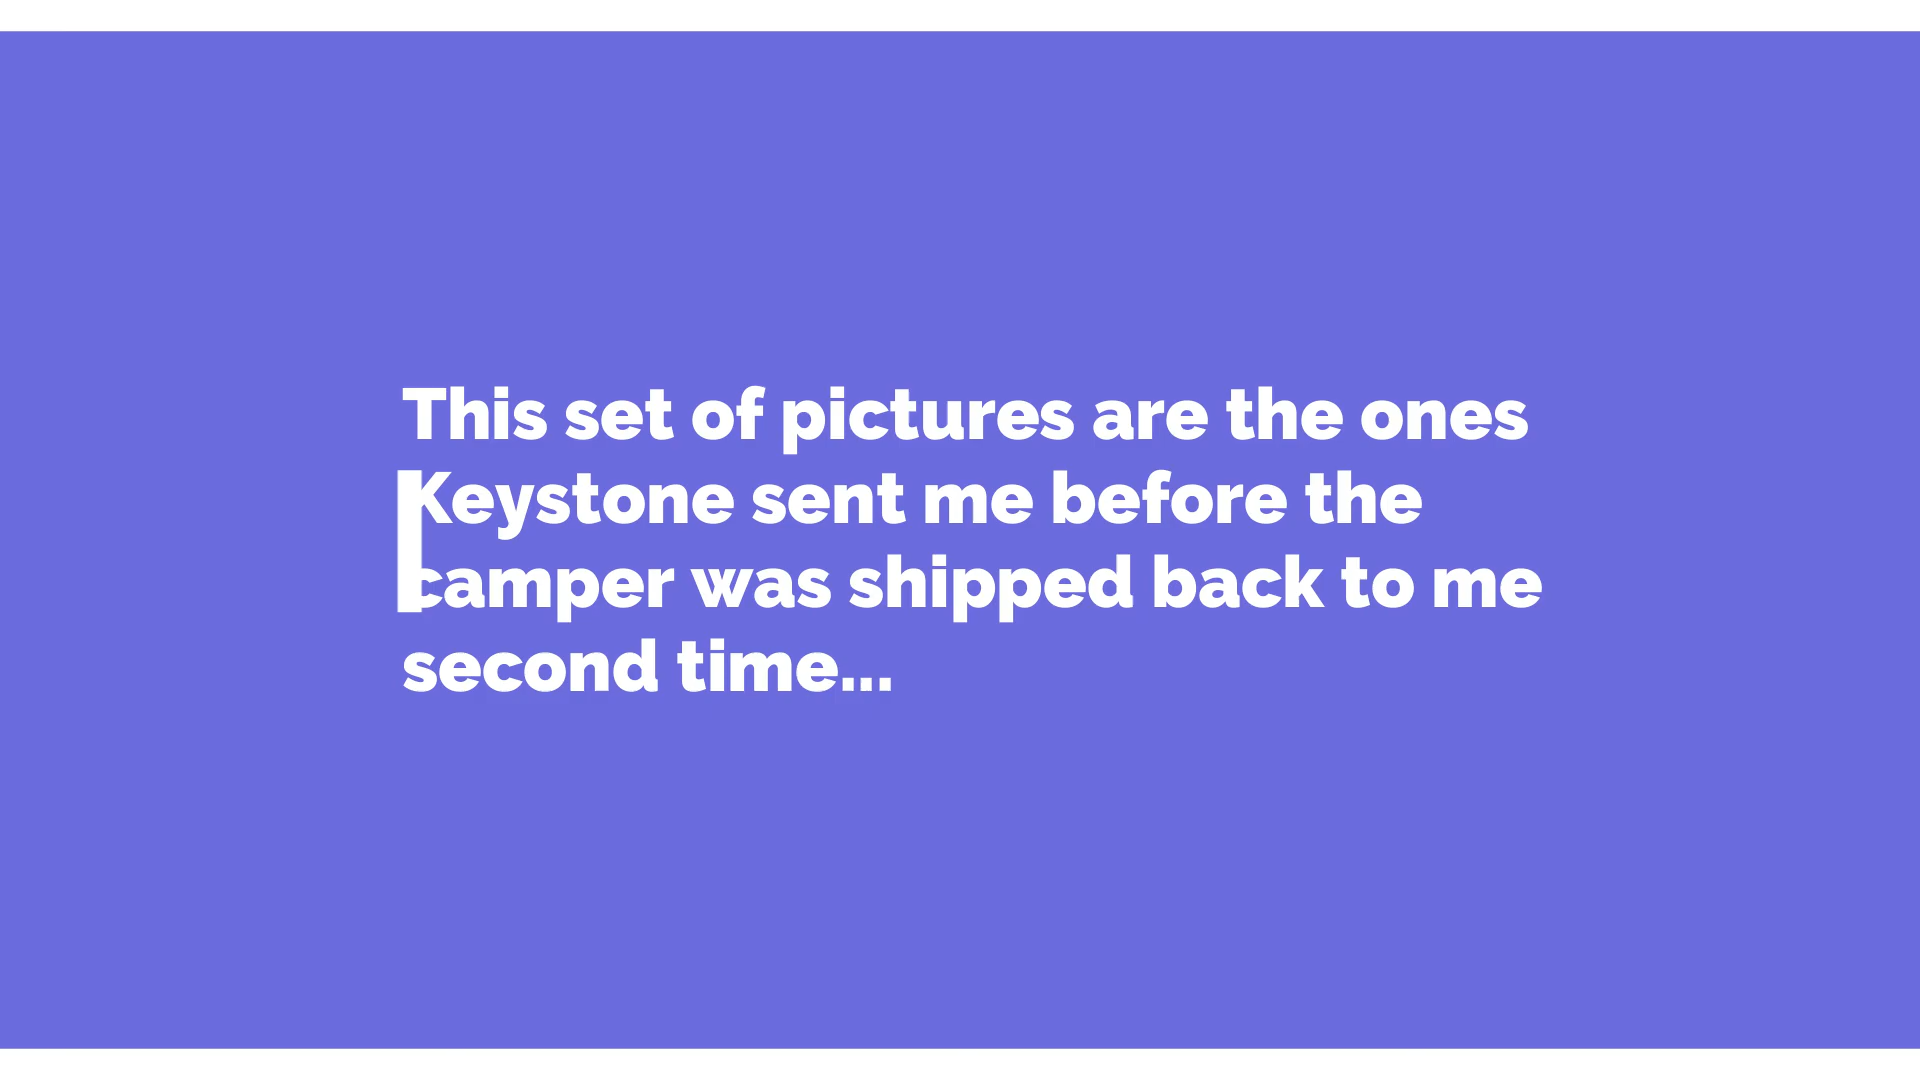 This set of pictures are the ones
Keystone sent me before the
camper was shipped back to me
second time...